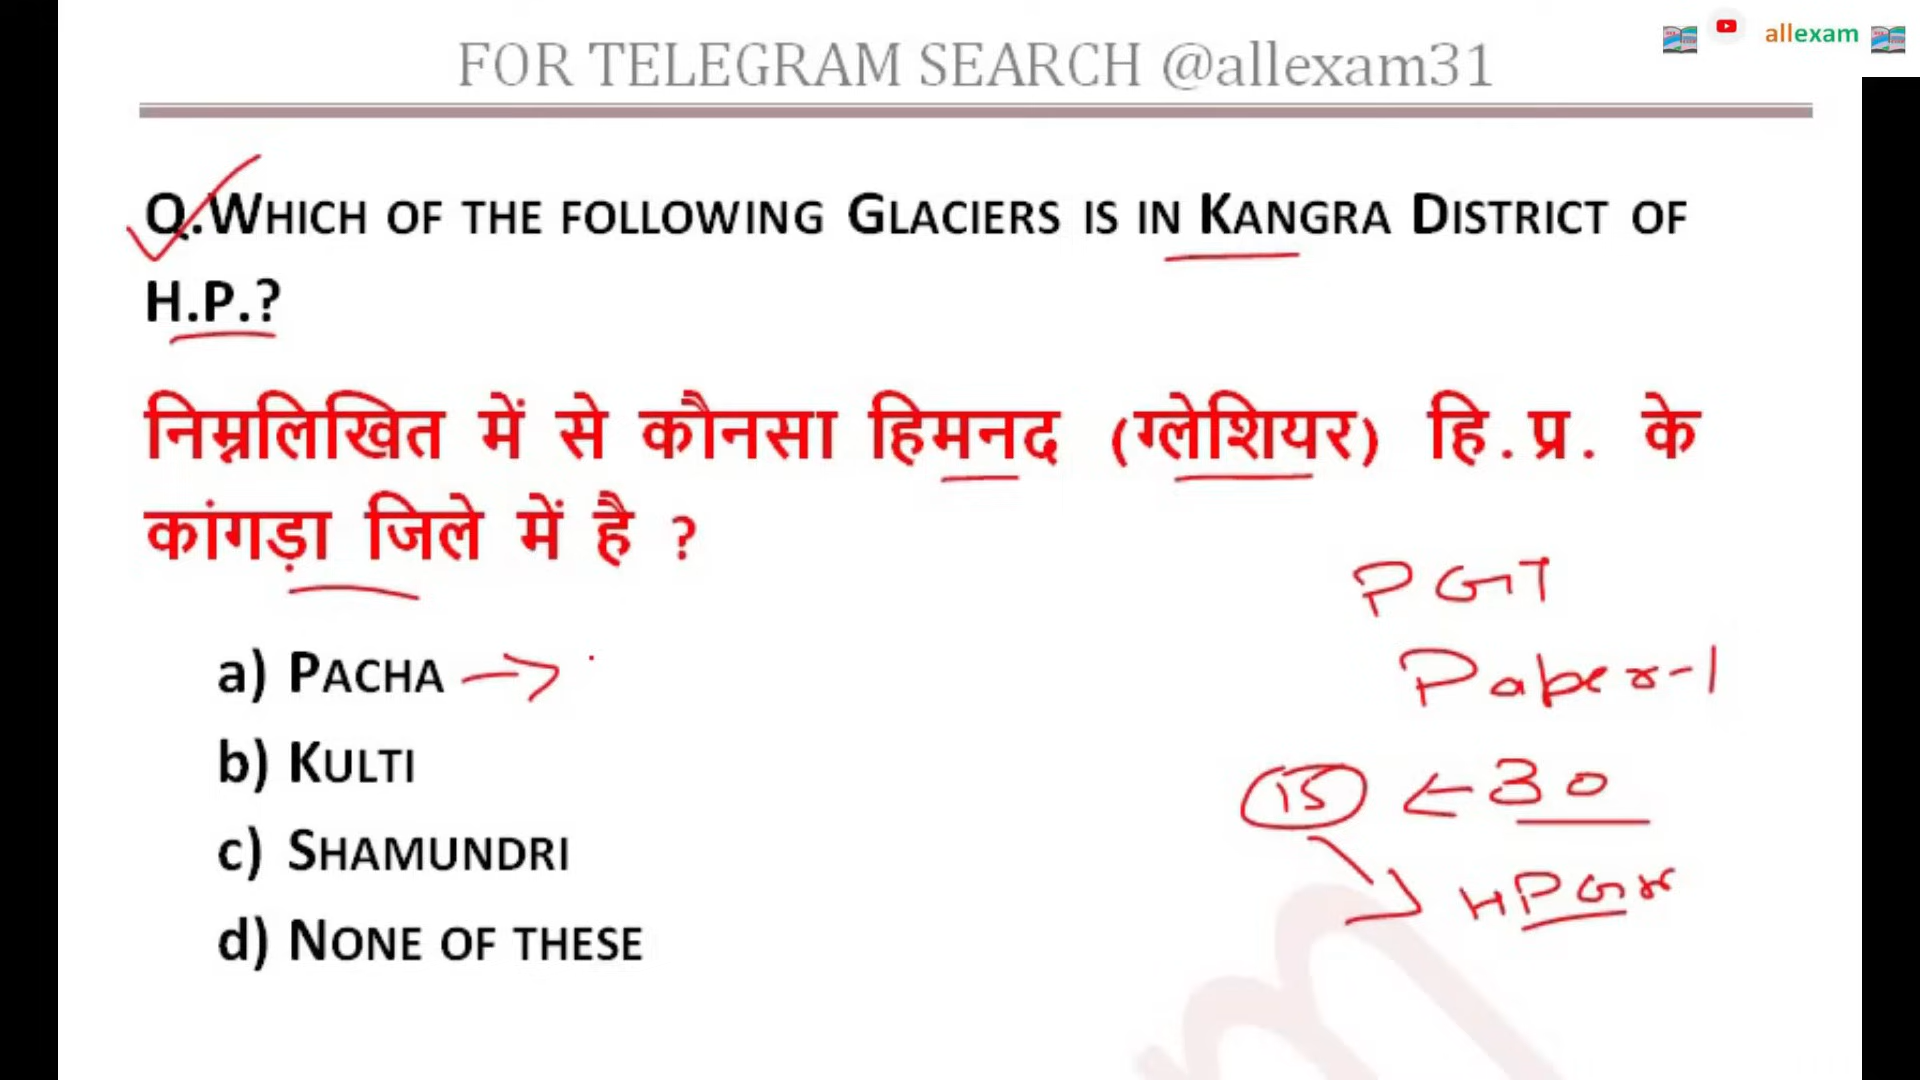 FOR TELEGRAM SEARCH @allexam31
allexam
Q.WHICH OF THE FOLLOWING GLACIERS IS IN KANGRA DISTRICT OF
H.P.?
निम्नलिखित में से कौनसा हिमनद (ग्लेशियर) हि.प्र. के
कांगड़ा जिले में है ?
a) PACHA
b) KULTI
c) SHAMUNDRI
d) NONE OF THESE
PGT
Paper-1
15 ← 30
HPGK